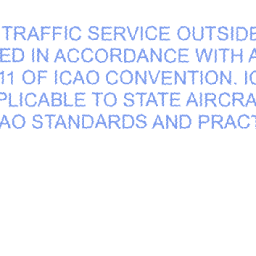 TRAFFIC SERVICE OUTSIDE
ED IN ACCORDANCE WITH A
11 OF ICAO CONVENTION. IC
PLICABLE TO STATE AIRCRA
AO STANDARDS AND PRACT